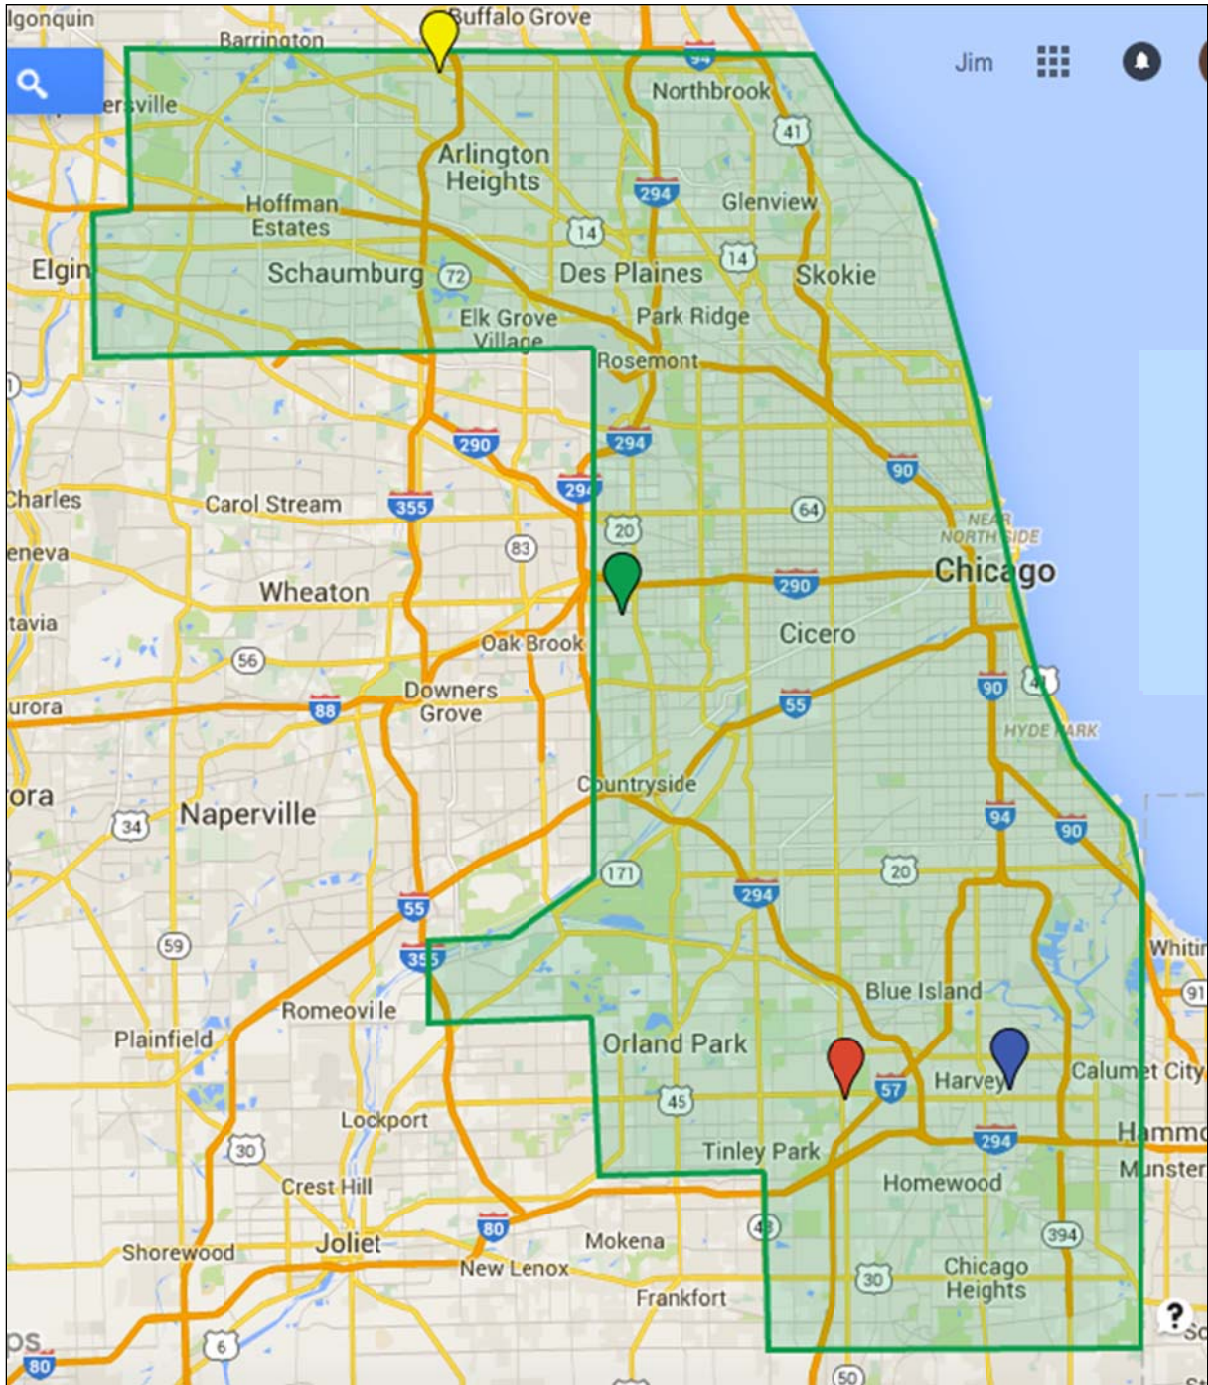 lgonquin
Buffalo Grove
Barrington
94
Jim
Northbrook
ersville
41
Arlington
Heights
294
Hoffman
Estates
Glenview
14
14
Elgin
Schaumburg
72
Des Plaines
Skokie
Elk Grove
Village
Park Ridge
Rosemont
290
294
90
294
Charles
Carol Stream
355
64
20
NEAR
NORTH SIDE
83
eneva
Chicago
290
Wheaton
tavia
Cicero
Oak Brook
56
41
90
Downers
Grove
55
urora
88
HYDE PARK
Countryside
rora
Naperville
34
94
90
171
20
294
55
59
355
Whitin
Blue Island
91
Romeoville
Plainfield
Orland Park
Calumet City
Harvey
57
45
Lockport
Hammo
294
30
Tinley Park
Munster
Crest Hill
Homewood
80
43
394
Joliet
Mokena
Shorewood
New Lenox
30
Chicago
Heights
Frankfort
?
ps
6
80
50